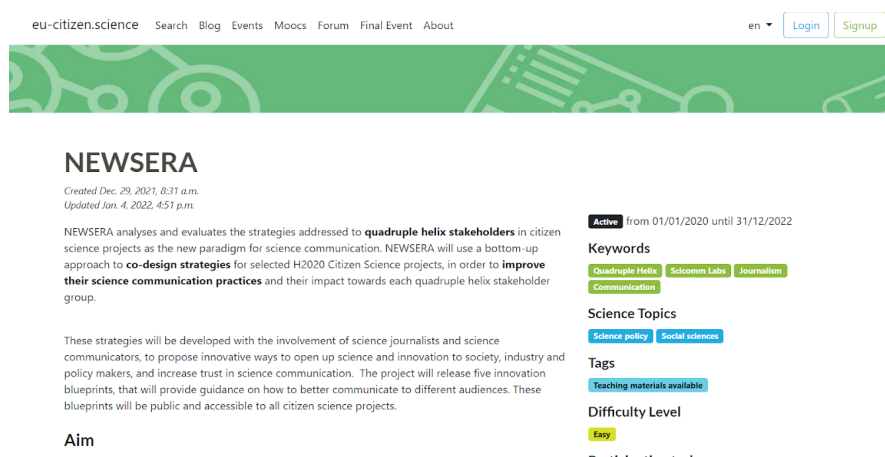 eu-citizen.science Search Blog Events Moocs Forum Final Event About en Login Signup
NEWSERA
Created Dec. 29, 2021, 8:31 a.m.
Updated Jan. 4, 2022, 4:51 p.m.
NEWSERA analyses and evaluates the strategies addressed to quadruple helix stakeholders in citizen
science projects as the new paradigm for science communication. NEWSERA will use a bottom-up
approach to co-design strategies for selected H2020 Citizen Science projects, in order to improve
their science communication practices and their impact towards each quadruple helix stakeholder
group.
These strategies will be developed with the involvement of science journalists and science
communicators, to propose innovative ways to open up science and innovation to society, industry and
policy makers, and increase trust in science communication. The project will release five innovation
blueprints, that will provide guidance on how to better communicate to different audiences. These
blueprints will be public and accessible to all citizen science projects.
Aim
Active from 01/01/2020 until 31/12/2022
Keywords
Quadruple Helix Scicomm Labs Journalism
Communication
Science Topics
Science policy Social sciences
Tags
Teaching materials available
Difficulty Level
Easy